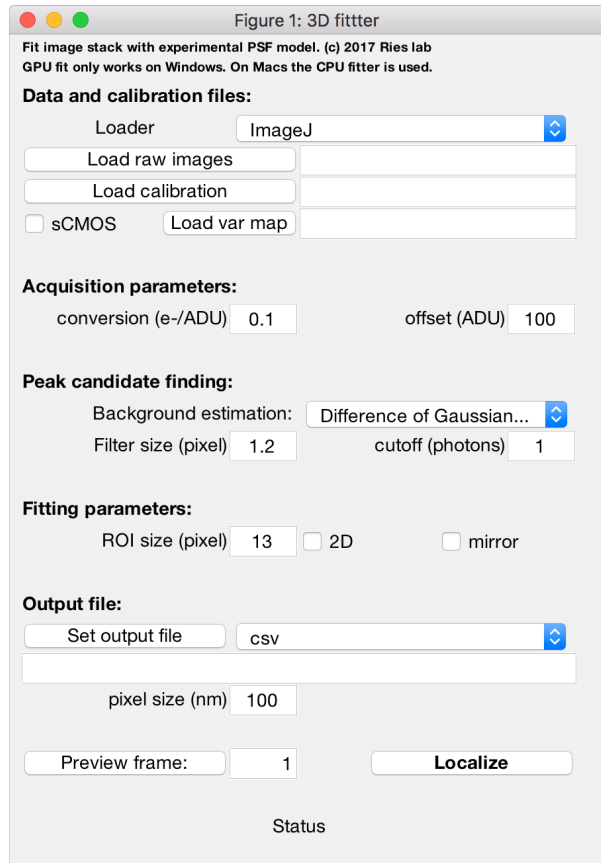 Figure 1: 3D fittter
Fit image stack with experimental PSF model. (c) 2017 Ries lab
GPU fit only works on Windows. On Macs the CPU fitter is used.
Data and calibration files:
Loader ImageJ
Load raw images
Load calibration
sCMOS Load var map
Acquisition parameters:
conversion (e-/ADU) 0.1 offset (ADU) 100
Peak candidate finding:
Background estimation: Difference of Gaussian...
Filter size (pixel) 1.2 cutoff (photons) 1
Fitting parameters:
ROI size (pixel) 13 2D mirror
Output file:
Set output file csv
pixel size (nm) 100
Preview frame: 1 Localize
Status